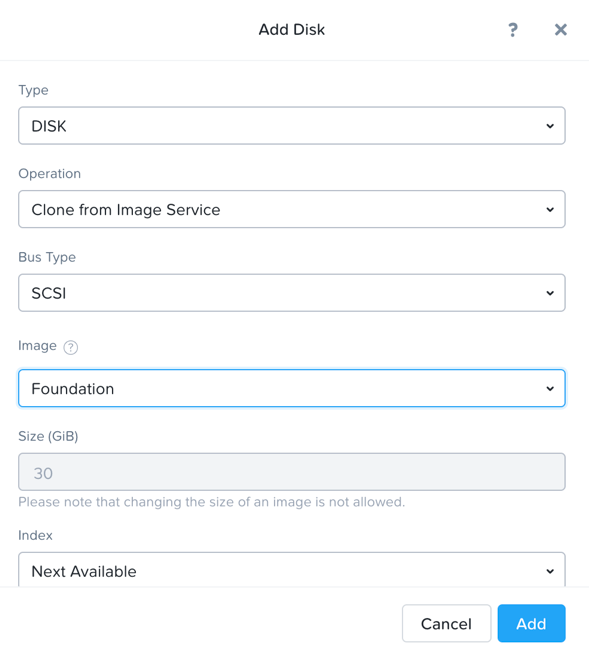 Add Disk ? ×
Type
DISK
Operation
Clone from Image Service
Bus Type
SCSI
Image ?
Foundation
Size (GiB)
30
Please note that changing the size of an image is not allowed.
Index
Next Available
Cancel Add